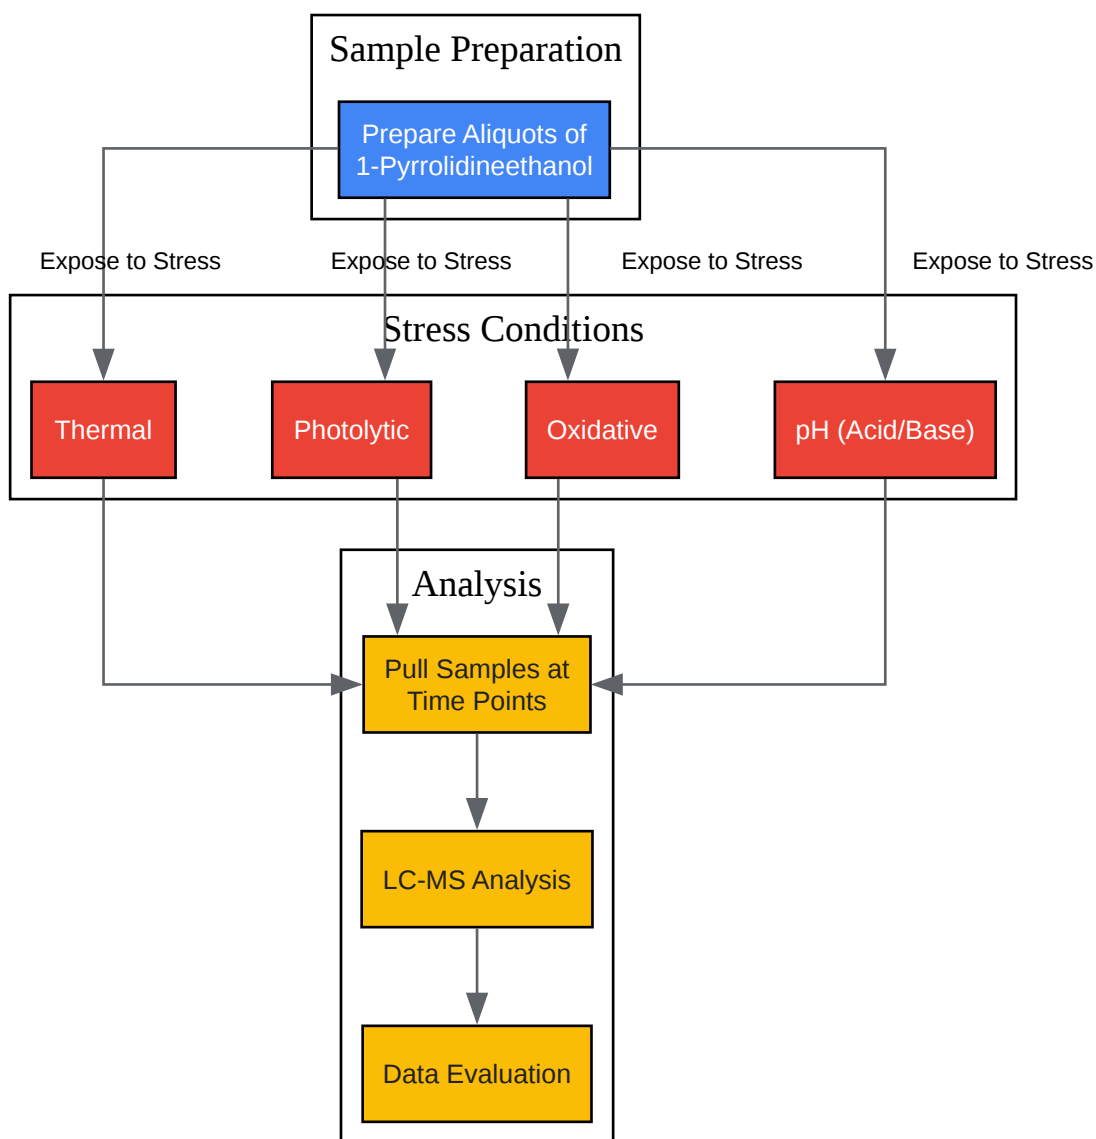 Sample Preparation
Prepare Aliquots of
1-Pyrrolidineethanol
Expose to Stress
Expose to Stress
Expose to Stress
Expose to Stress
Stress Conditions
Thermal
Photolytic
Oxidative
pH (Acid/Base)
Analysis
Pull Samples at
Time Points
LC-MS Analysis
Data Evaluation